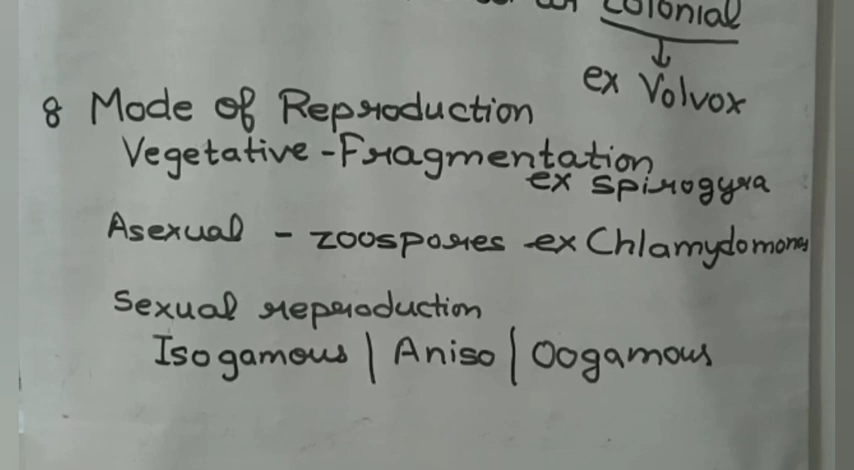 colonial
ex Volvox
8 Mode of Reproduction
Vegetative - Fragmentation
ex spirogyra
Asexual - zoospores ex Chlamydomonas
Sexual reproduction
Isogamous | Aniso | Oogamous